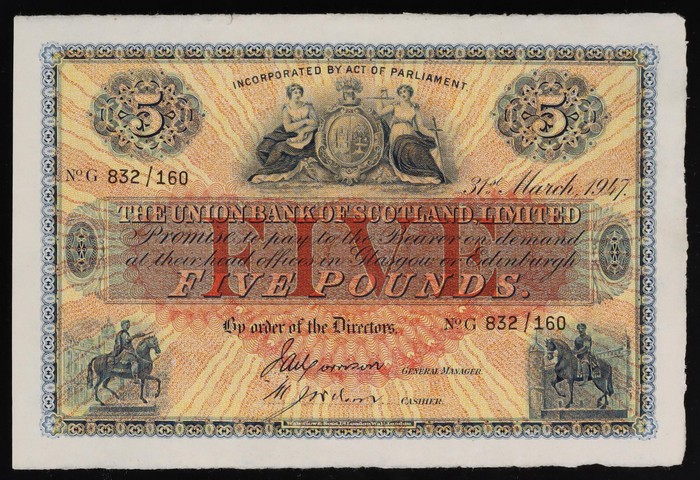 INCORPORATED BY ACT OF PARLIAMENT.
5 5
No G 832/160
31st March, 1947.
THE UNION BANK OF SCOTLAND, LIMITED
FIVE
Promise to pay to the Bearer on demand
at their head offices in Glasgow or Edinburgh
FIVE POUNDS.
By order of the Directors.
No G 832/160
GENERAL MANAGER.
CASHIER.